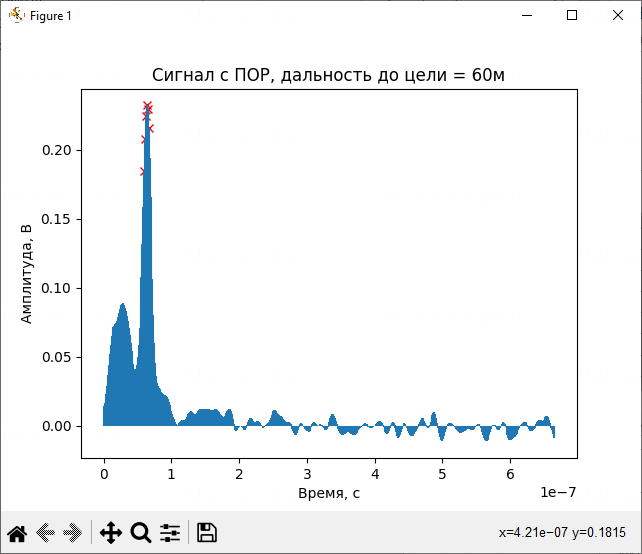 Figure 1
Сигнал с ПОР, дальность до цели = 60м
Амплитуда, В
0.20
0.15
0.10
0.05
0.00
0 1 2 3 4 5 6
1e−7
Время, с
x=4.21e−07 y=0.1815